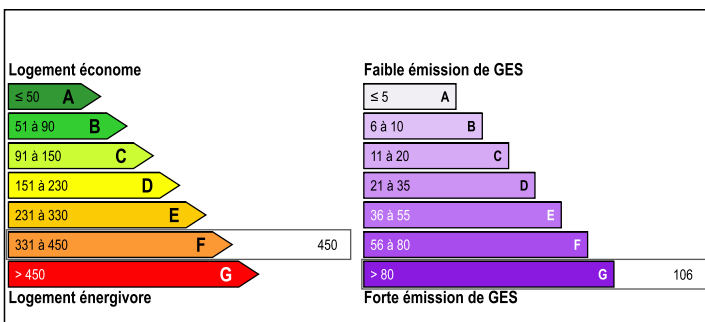 Logement économe
≤ 50 A
51 à 90 B
91 à 150 C
151 à 230 D
231 à 330 E
331 à 450 F 450
> 450 G
Logement énergivore
Faible émission de GES
≤ 5 A
6 à 10 B
11 à 20 C
21 à 35 D
36 à 55 E
56 à 80 F
> 80 G 106
Forte émission de GES